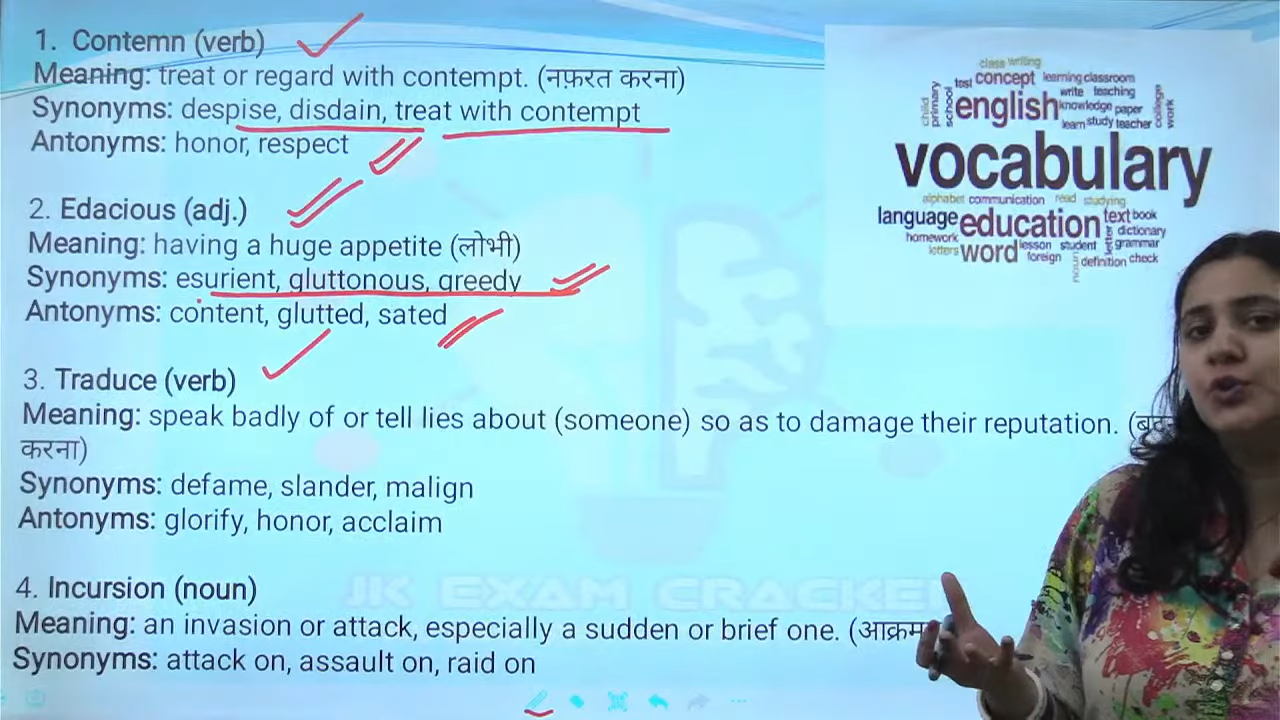 1. Contemn (verb)
Meaning: treat or regard with contempt. (नफ़रत करना)
Synonyms: despise, disdain, treat with contempt
Antonyms: honor, respect
2. Edacious (adj.)
Meaning: having a huge appetite (लोभी)
Synonyms: esurient, gluttonous, greedy
Antonyms: content, glutted, sated
3. Traduce (verb)
Meaning: speak badly of or tell lies about (someone) so as to damage their reputation.
करना)
Synonyms: defame, slander, malign
Antonyms: glorify, honor, acclaim
4. Incursion (noun)
Meaning: an invasion or attack, especially a sudden or brief one.
Synonyms: attack on, assault on, raid on
JK EXAM
class writing
test concept learning classroom
child primary school english write teaching
knowledge paper
learn study teacher college work
vocabulary
alphabet communication read studying
language education text book
homework letter dictionary
letters word lesson student grammar
foreign noun definition check